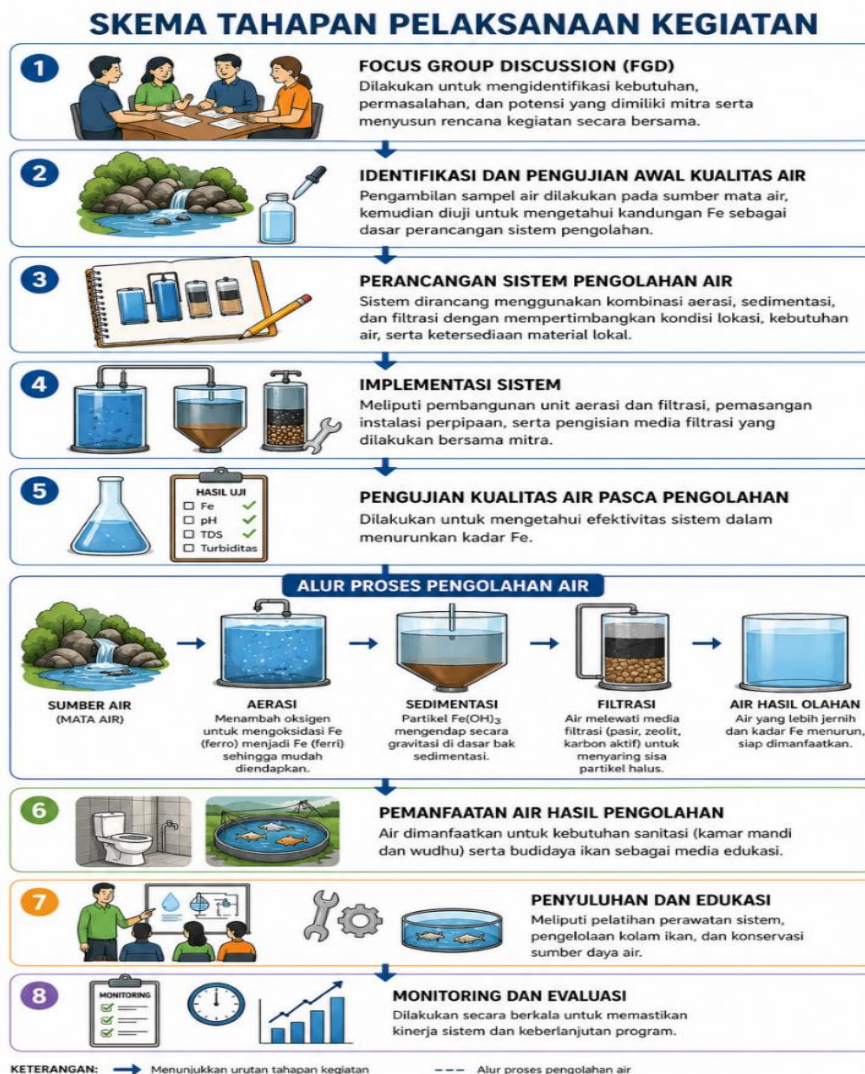 SKEMA TAHAPAN PELAKSANAAN KEGIATAN
1
FOCUS GROUP DISCUSSION (FGD)
Dilakukan untuk mengidentifikasi kebutuhan,
permasalahan, dan potensi yang dimiliki mitra serta
menyusun rencana kegiatan secara bersama.
2
IDENTIFIKASI DAN PENGUJIAN AWAL KUALITAS AIR
Pengambilan sampel air dilakukan pada sumber mata air,
kemudian diuji untuk mengetahui kandungan Fe sebagai
dasar perancangan sistem pengolahan.
3
PERANCANGAN SISTEM PENGOLAHAN AIR
Sistem dirancang menggunakan kombinasi aerasi, sedimentasi,
dan filtrasi dengan mempertimbangkan kondisi lokasi, kebutuhan
air, serta ketersediaan material lokal.
4
IMPLEMENTASI SISTEM
Meliputi pembangunan unit aerasi dan filtrasi, pemasangan
instalasi perpipaan, serta pengisian media filtrasi yang
dilakukan bersama mitra.
5
HASIL UJI
Fe
pH
TDS
Turbiditas
PENGUJIAN KUALITAS AIR PASCA PENGOLAHAN
Dilakukan untuk mengetahui efektivitas sistem dalam
menurunkan kadar Fe.
ALUR PROSES PENGOLAHAN AIR
SUMBER AIR
(MATA AIR)
AERASI
Menambah oksigen
untuk mengoksidasi Fe
(ferro) menjadi Fe (ferri)
sehingga mudah
diendapkan.
SEDIMENTASI
Partikel Fe(OH)₃
mengendap secara
gravitasi di dasar bak
sedimentasi.
FILTRASI
Air melewati media
filtrasi (pasir, zeolit,
karbon aktif) untuk
menyaring sisa
partikel halus.
AIR HASIL OLAHAN
Air yang lebih jernih
dan kadar Fe menurun,
siap dimanfaatkan.
6
PEMANFAATAN AIR HASIL PENGOLAHAN
Air dimanfaatkan untuk kebutuhan sanitasi (kamar mandi
dan wudhu) serta budidaya ikan sebagai media edukasi.
7
PENYULUHAN DAN EDUKASI
Meliputi pelatihan perawatan sistem,
pengelolaan kolam ikan, dan konservasi
sumber daya air.
8
MONITORING
MONITORING DAN EVALUASI
Dilakukan secara berkala untuk memastikan
kinerja sistem dan keberlanjutan program.
KETERANGAN: Menunjukkan urutan tahapan kegiatan --- Alur proses pengolahan air